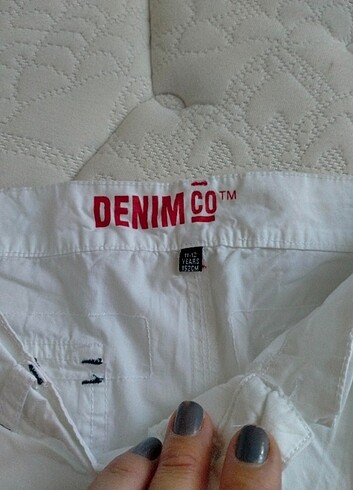 DENIM CO™
11-12
YEARS
152CM